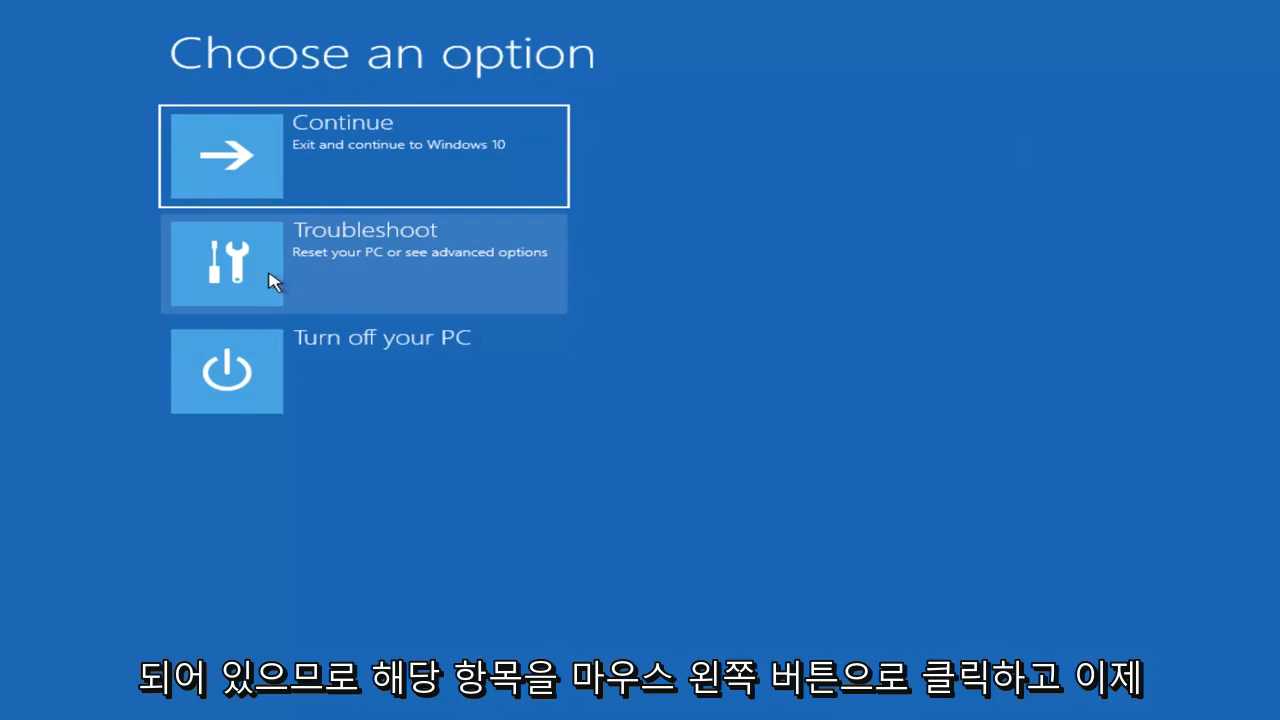 Choose an option
Continue
Exit and continue to Windows 10
Troubleshoot
Reset your PC or see advanced options
Turn off your PC
되어 있으므로 해당 항목을 마우스 왼쪽 버튼으로 클릭하고 이제